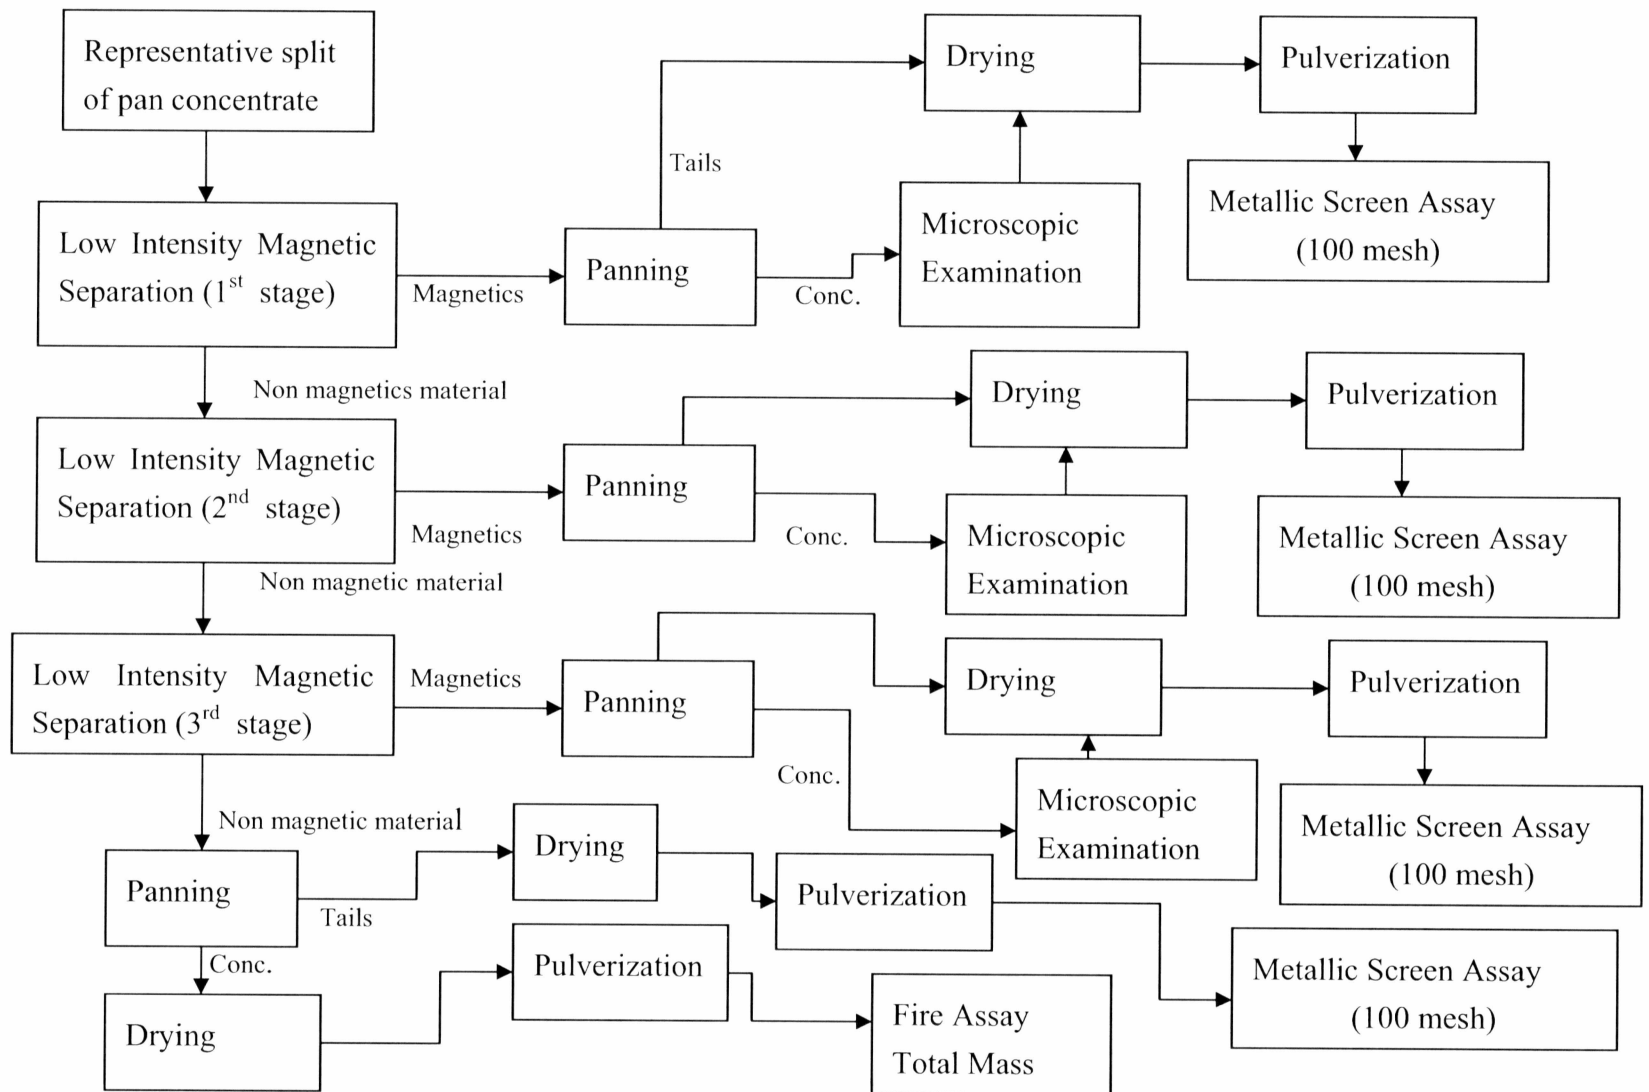 Representative split
of pan concentrate
Drying
Pulverization
Tails
Metallic Screen Assay
(100 mesh)
Low Intensity Magnetic
Separation (1st stage)
Magnetics
Panning
Conc.
Microscopic
Examination
Non magnetics material
Drying
Pulverization
Low Intensity Magnetic
Separation (2nd stage)
Magnetics
Panning
Conc.
Microscopic
Examination
Metallic Screen Assay
(100 mesh)
Non magnetic material
Low Intensity Magnetic
Separation (3rd stage)
Magnetics
Panning
Drying
Pulverization
Conc.
Microscopic
Examination
Metallic Screen Assay
(100 mesh)
Non magnetic material
Panning
Tails
Drying
Pulverization
Metallic Screen Assay
(100 mesh)
Conc.
Drying
Pulverization
Fire Assay
Total Mass